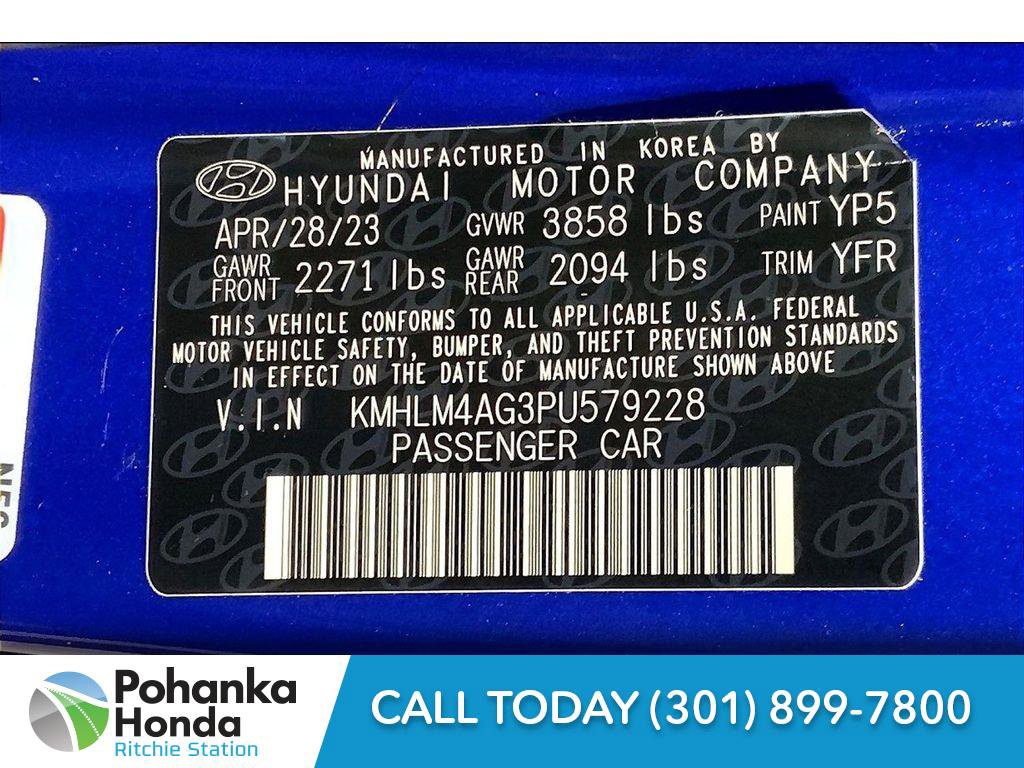 MANUFACTURED IN KOREA BY
HYUNDAI MOTOR COMPANY
APR/28/23 GVWR 3858 lbs PAINT YP5
GAWR FRONT 2271 lbs GAWR REAR 2094 lbs TRIM YFR
THIS VEHICLE CONFORMS TO ALL APPLICABLE U.S.A. FEDERAL
MOTOR VEHICLE SAFETY, BUMPER, AND THEFT PREVENTION STANDARDS
IN EFFECT ON THE DATE OF MANUFACTURE SHOWN ABOVE
V.I.N KMHLM4AG3PU579228
PASSENGER CAR
Pohanka
Honda
Ritchie Station
CALL TODAY (301) 899-7800